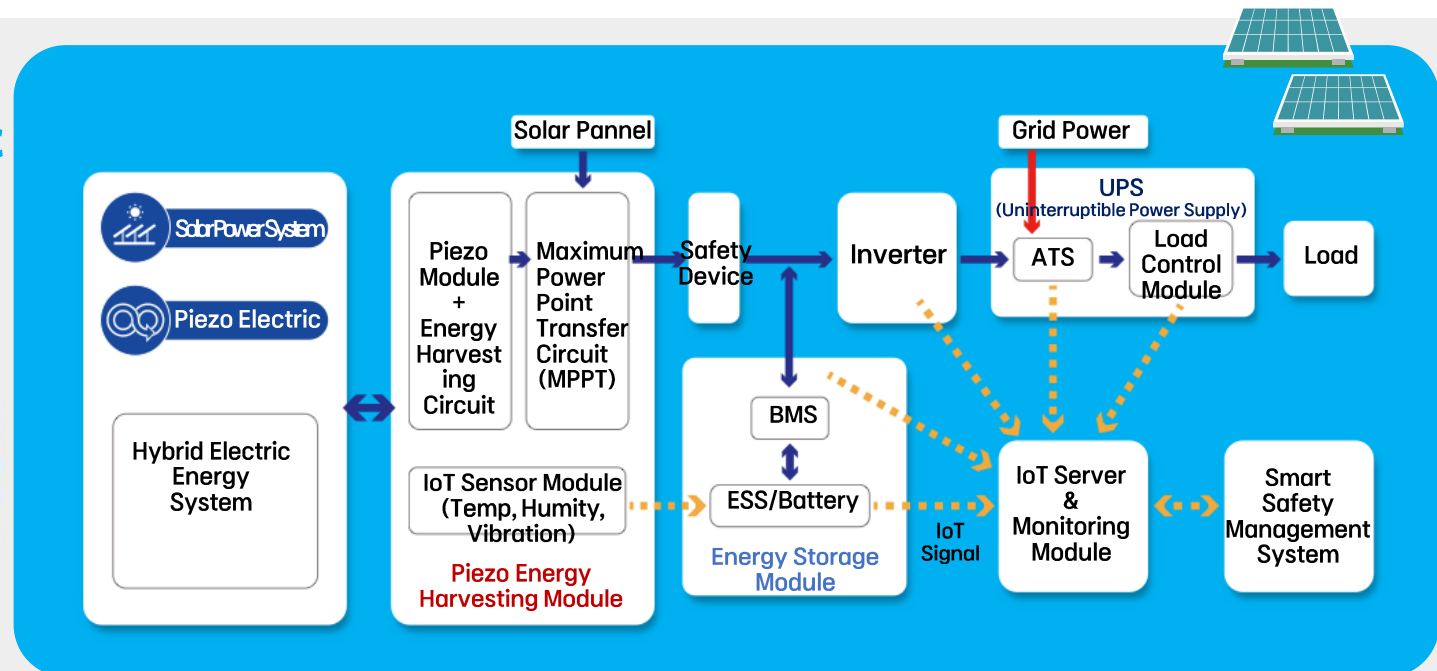 Solar Pannel
Grid Power
Solar Power System
Piezo Electric
Hybrid Electric
Energy
System
Piezo
Module
+
Energy
Harvest
ing
Circuit
Maximum
Power
Point
Transfer
Circuit
(MPPT)
IoT Sensor Module
(Temp, Humity,
Vibration)
Piezo Energy
Harvesting Module
Safety
Device
BMS
ESS/Battery
Energy Storage
Module
Inverter
UPS
(Uninterruptible Power Supply)
ATS
Load
Control
Module
Load
IoT
Signal
IoT Server
&
Monitoring
Module
Smart
Safety
Management
System